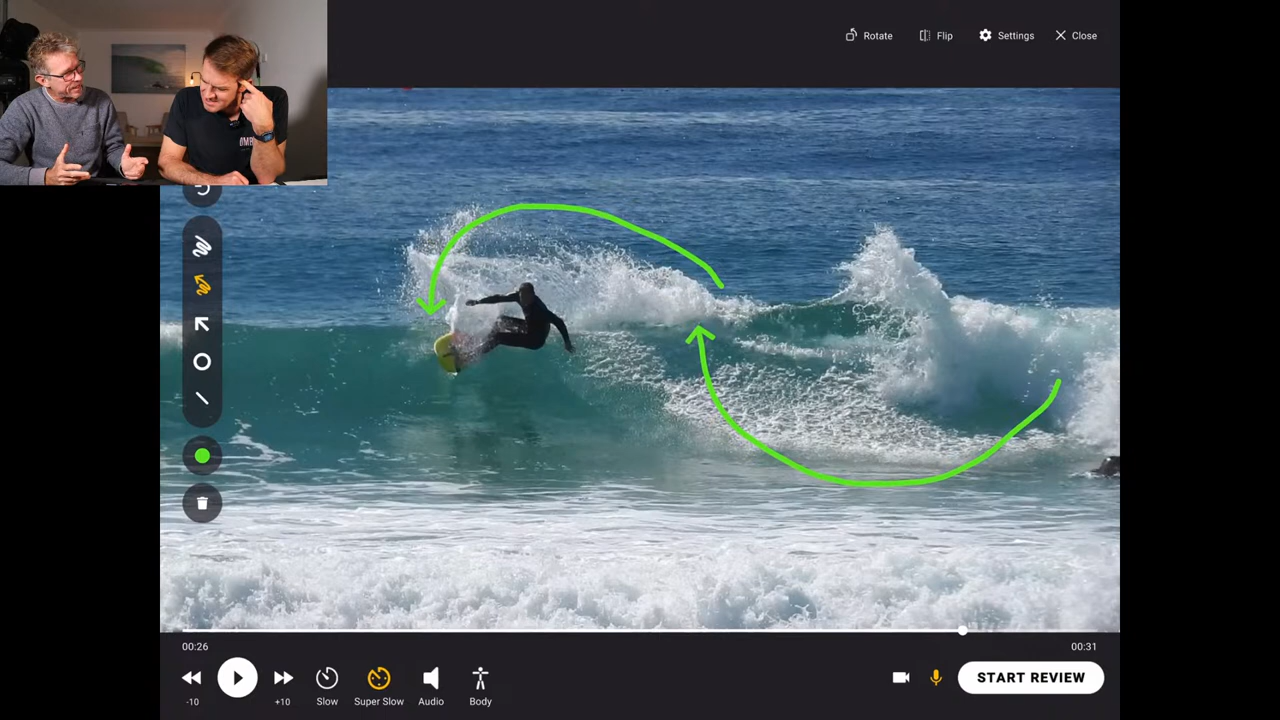 Rotate
Flip
Settings
Close
00:26
00:31
-10
+10
Slow
Super Slow
Audio
Body
START REVIEW